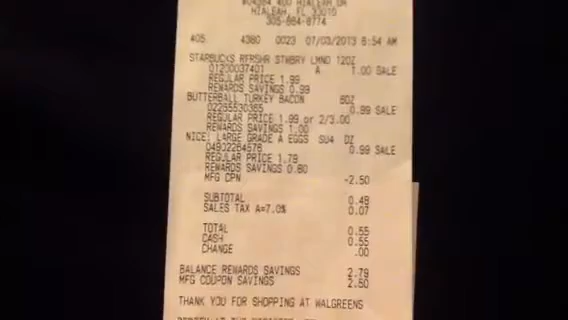 HIALEAH, FL 33010
305-884-8774
405 4380 0023 07/03/2013 8:54 AM
STARBUCKS RFRSHR STWBRY LMND 12OZ
01230037401 A 1.00 SALE
REGULAR PRICE 1.99
REWARDS SAVINGS 0.99
BUTTERBALL TURKEY BACON 6OZ
02265530365 0.99 SALE
REGULAR PRICE 1.99 or 2/3.00
REWARDS SAVINGS 1.00
NICE! LARGE GRADE A EGGS SU4 DZ
04902264576 0.99 SALE
REGULAR PRICE 1.79
REWARDS SAVINGS 0.80
MFG CPN -2.50
SUBTOTAL 0.48
SALES TAX A=7.0% 0.07
TOTAL 0.55
CASH 0.55
CHANGE .00
BALANCE REWARDS SAVINGS 2.79
MFG COUPON SAVINGS 2.50
THANK YOU FOR SHOPPING AT WALGREENS